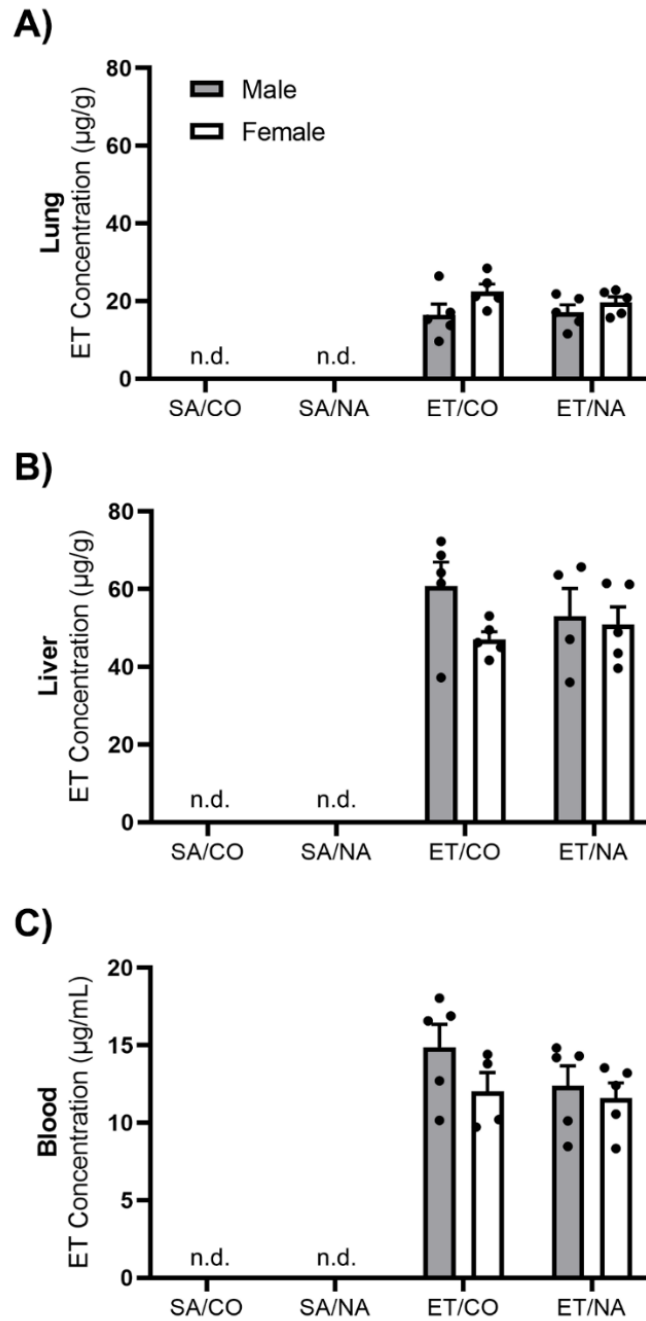 A)
Lung
ET Concentration (µg/g)
80
60
40
20
0
Male
Female
n.d.
n.d.
SA/CO
SA/NA
ET/CO
ET/NA
B)
Liver
ET Concentration (µg/g)
80
60
40
20
0
n.d.
n.d.
SA/CO
SA/NA
ET/CO
ET/NA
C)
Blood
ET Concentration (µg/mL)
20
15
10
5
0
n.d.
n.d.
SA/CO
SA/NA
ET/CO
ET/NA